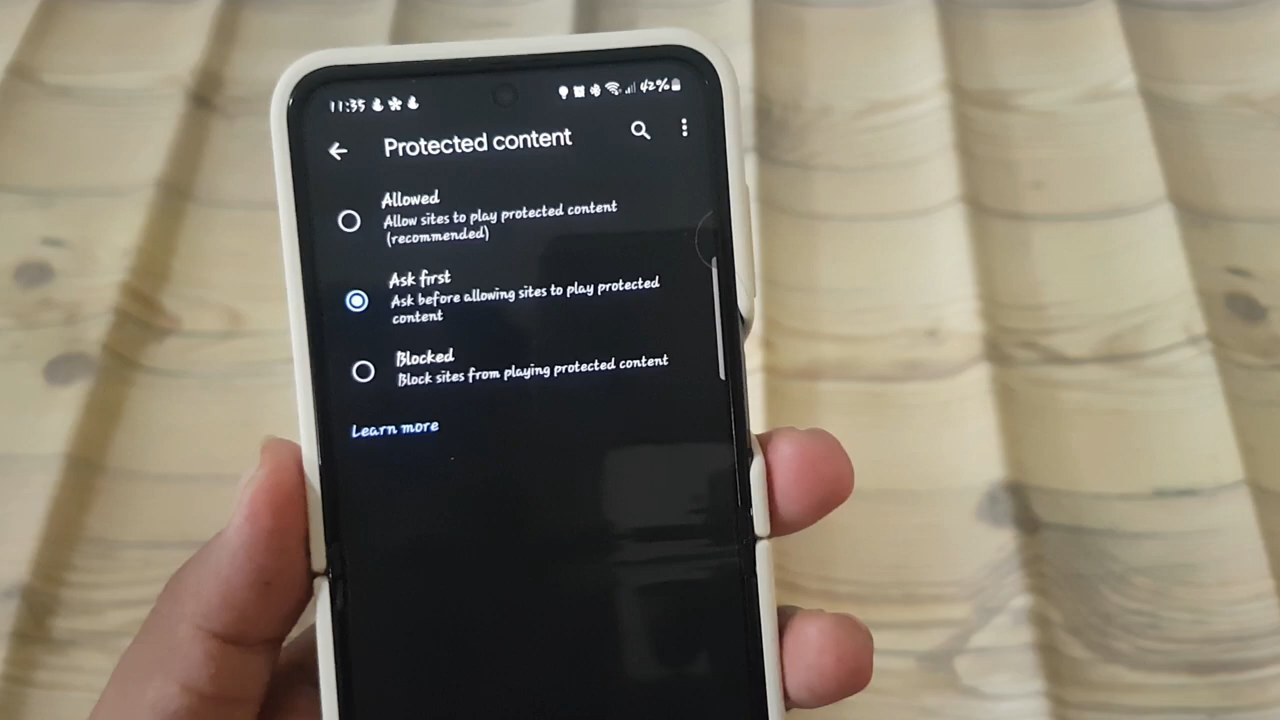 11:35 42%
Protected content
Allowed
Allow sites to play protected content
(recommended)
Ask first
Ask before allowing sites to play protected
content
Blocked
Block sites from playing protected content
Learn more